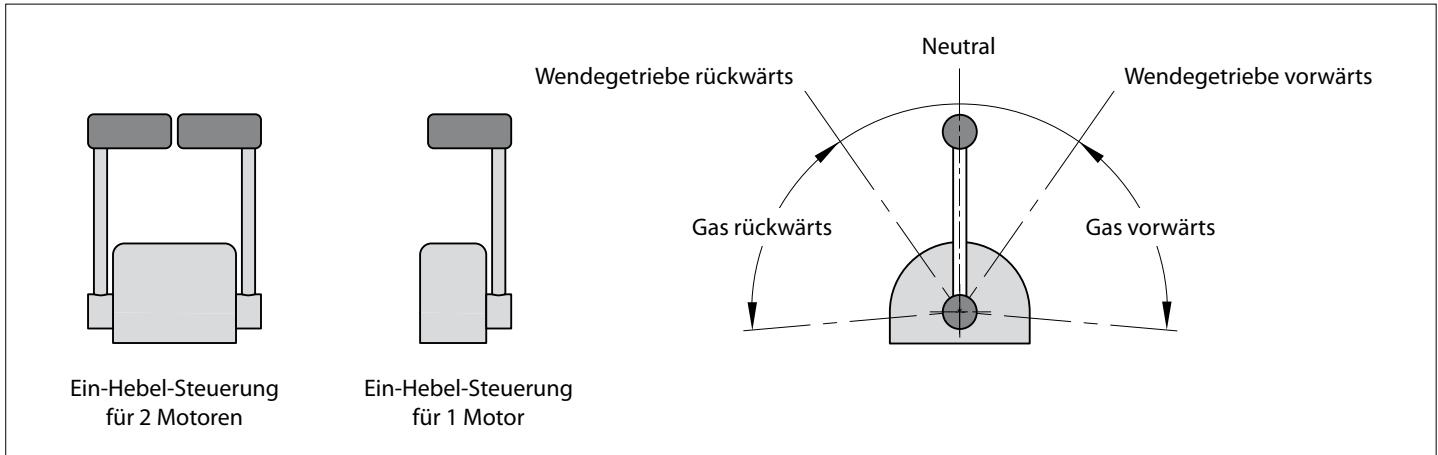 Neutral
Wendegetriebe rückwärts
Wendegetriebe vorwärts
Gas rückwärts
Gas vorwärts
Ein-Hebel-Steuerung
für 2 Motoren
Ein-Hebel-Steuerung
für 1 Motor